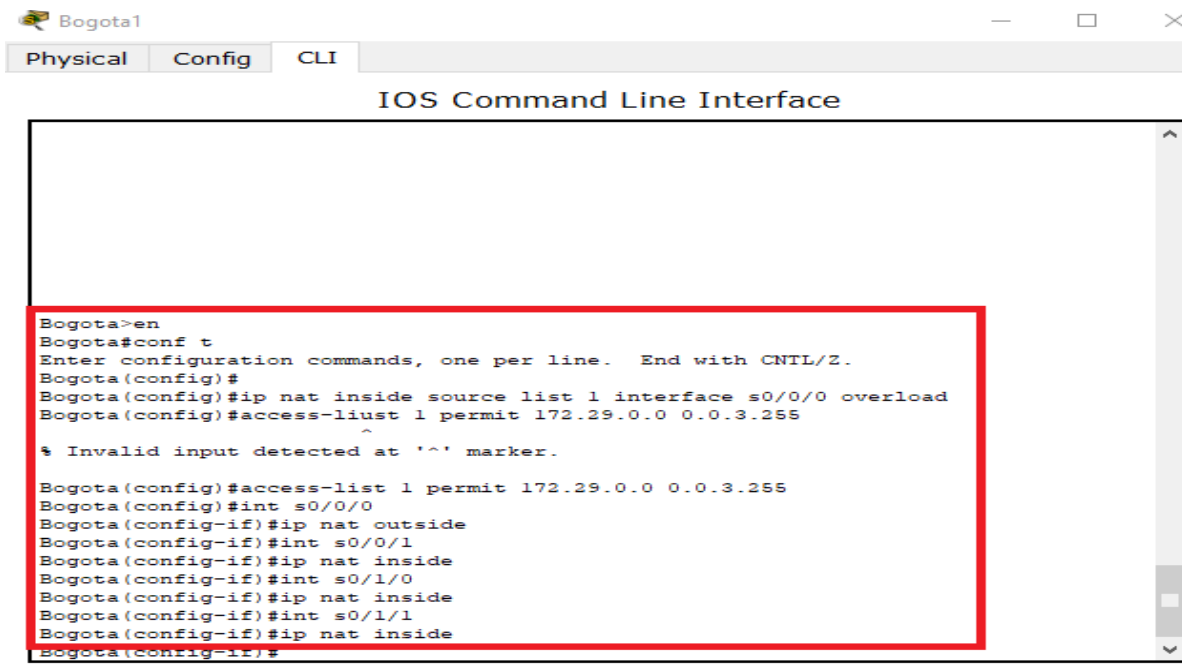 Bogota1
Physical Config CLI
IOS Command Line Interface
Bogota>en
Bogota#conf t
Enter configuration commands, one per line.  End with CNTL/Z.
Bogota(config)#
Bogota(config)#ip nat inside source list 1 interface s0/0/0 overload
Bogota(config)#access-liust 1 permit 172.29.0.0 0.0.3.255
^
% Invalid input detected at '^' marker.
Bogota(config)#access-list 1 permit 172.29.0.0 0.0.3.255
Bogota(config)#int s0/0/0
Bogota(config-if)#ip nat outside
Bogota(config-if)#int s0/0/1
Bogota(config-if)#ip nat inside
Bogota(config-if)#int s0/1/0
Bogota(config-if)#ip nat inside
Bogota(config-if)#int s0/1/1
Bogota(config-if)#ip nat inside
Bogota(config-if)#